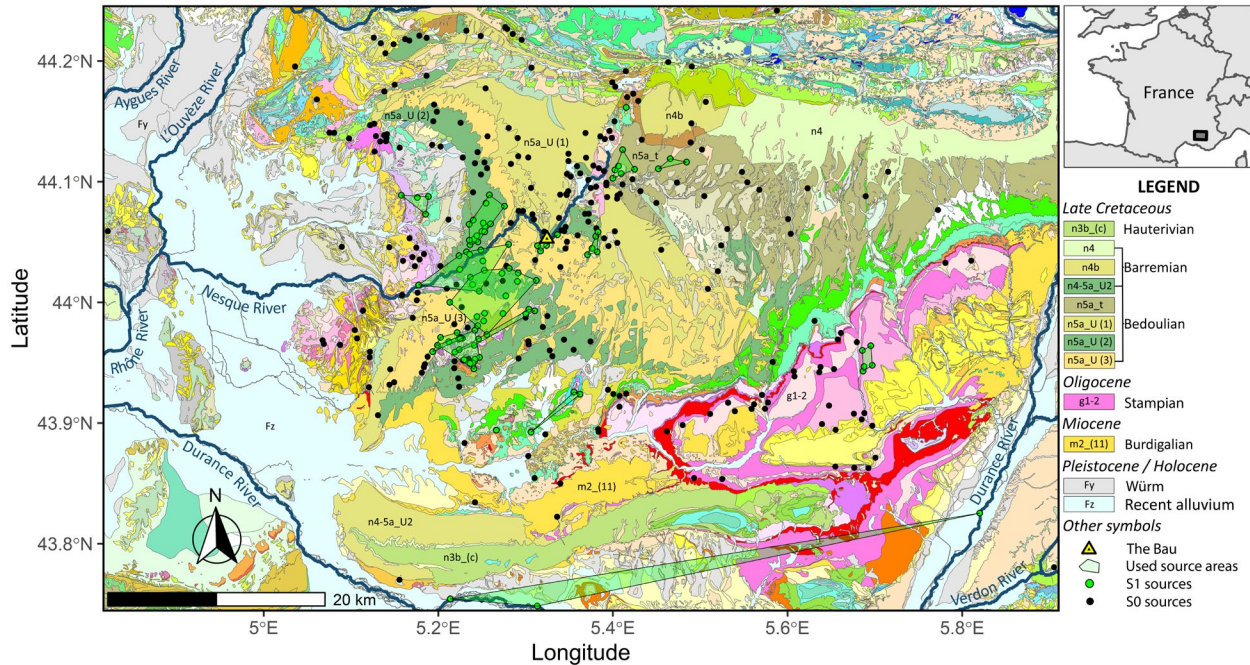 44.2°N
44.1°N
44°N
43.9°N
43.8°N
Latitude
5°E
5.2°E
5.4°E
5.6°E
5.8°E
Longitude
Aygues River
L'Ouvèze River
Fy
n5a_U (2)
n4b
n4
n5a_U (1)
n5a_t
Nesque River
Rhône River
n5a_U (3)
g1-2
Fz
Durance River
Durance River
m2_(11)
n4-5a_U2
n3b_(c)
N
20 km
Verdon River
France
LEGEND
Late Cretaceous
n3b_(c) Hauterivian
n4
n4b Barremian
n4-5a_U2
n5a_t Bedoulian
n5a_U (1)
n5a_U (2)
n5a_U (3)
Oligocene
g1-2 Stampian
Miocene
m2_(11) Burdigalian
Pleistocene / Holocene
Fy Würm
Fz Recent alluvium
Other symbols
The Bau
Used source areas
S1 sources
S0 sources